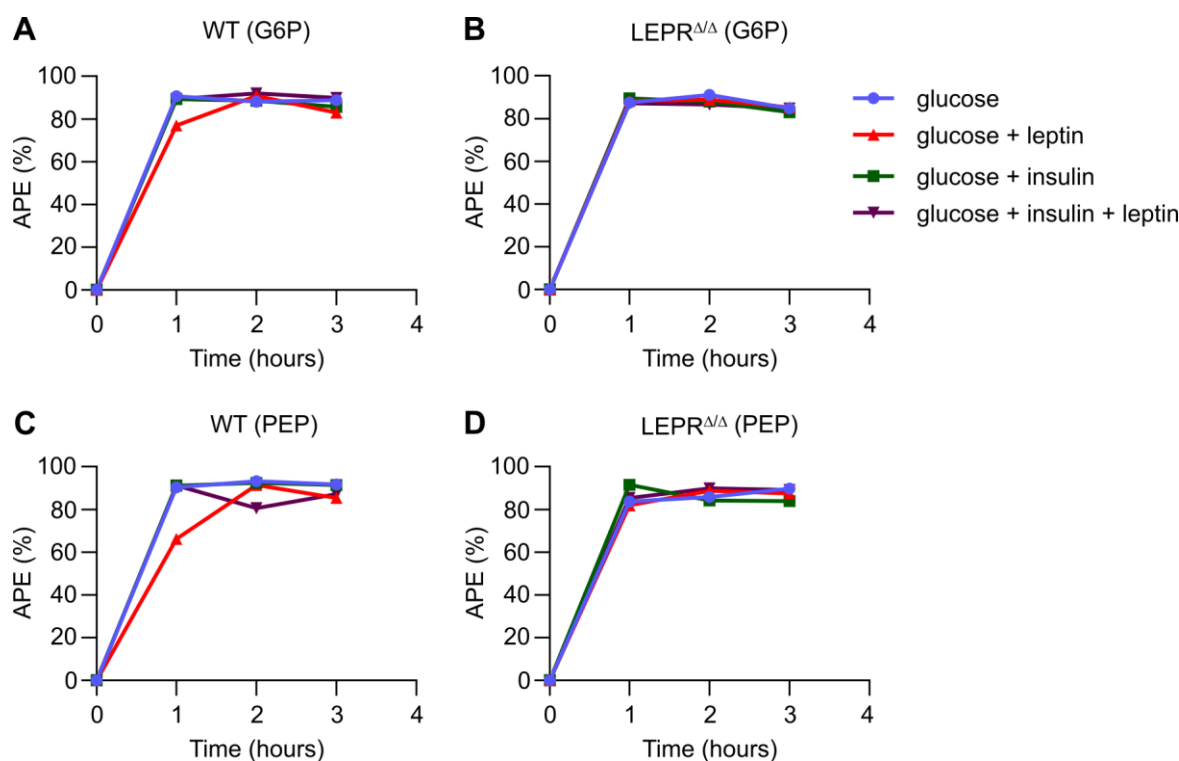 A
WT (G6P)
APE (%)
100
80
60
40
20
0
0 1 2 3 4
Time (hours)
B
LEPRΔ/Δ (G6P)
APE (%)
100
80
60
40
20
0
0 1 2 3 4
Time (hours)
glucose
glucose + leptin
glucose + insulin
glucose + insulin + leptin
C
WT (PEP)
APE (%)
100
80
60
40
20
0
0 1 2 3 4
Time (hours)
D
LEPRΔ/Δ (PEP)
APE (%)
100
80
60
40
20
0
0 1 2 3 4
Time (hours)